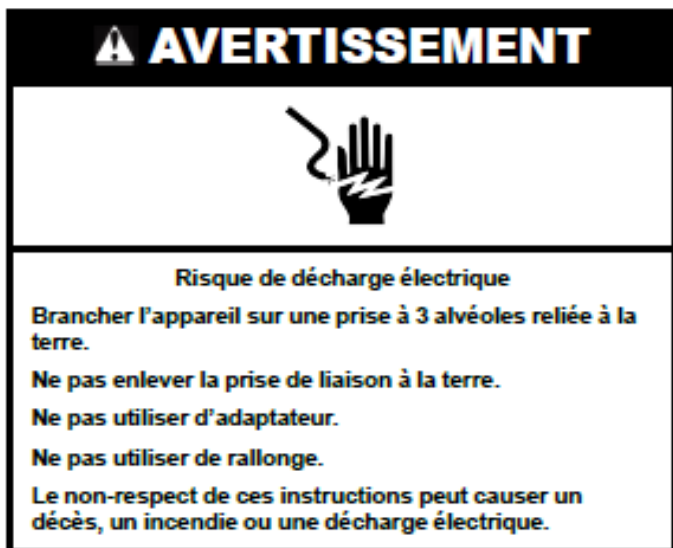 AVERTISSEMENT
Risque de décharge électrique
Brancher l'appareil sur une prise à 3 alvéoles reliée à la
terre.
Ne pas enlever la prise de liaison à la terre.
Ne pas utiliser d'adaptateur.
Ne pas utiliser de rallonge.
Le non-respect de ces instructions peut causer un
décès, un incendie ou une décharge électrique.